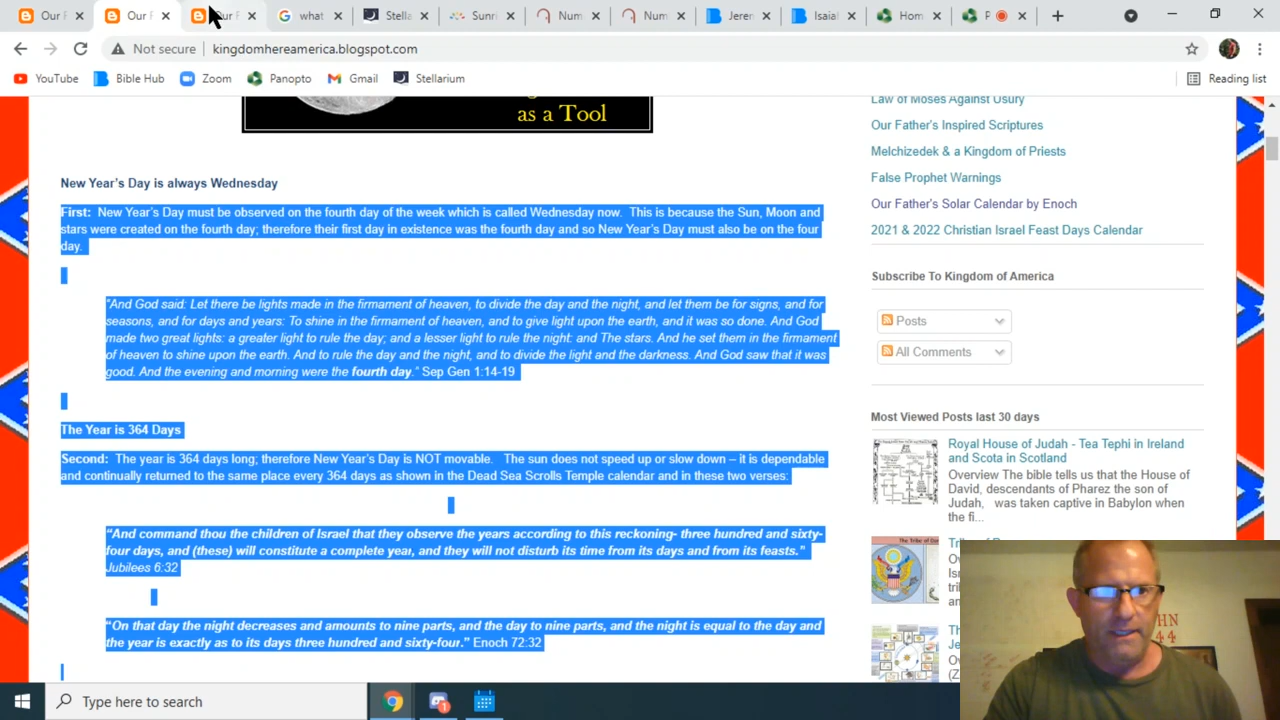 Our F
Our F
Our F
what
Stella
Sunri
Num
Num
Jeren
Isaial
Hom
P
Not secure
kingdomhereamerica.blogspot.com
YouTube
Bible Hub
Zoom
Panopto
Gmail
Stellarium
Reading list
as a Tool
New Year's Day is always Wednesday
First: New Year's Day must be observed on the fourth day of the week which is called Wednesday now. This is because the Sun, Moon and
stars were created on the fourth day; therefore their first day in existence was the fourth day and so New Year's Day must also be on the four
day.
"And God said: Let there be lights made in the firmament of heaven, to divide the day and the night, and let them be for signs, and for
seasons, and for days and years: To shine in the firmament of heaven, and to give light upon the earth, and it was so done. And God
made two great lights: a greater light to rule the day; and a lesser light to rule the night: and The stars. And he set them in the firmament
of heaven to shine upon the earth. And to rule the day and the night, and to divide the light and the darkness. And God saw that it was
good. And the evening and morning were the fourth day." Sep Gen 1:14-19
The Year is 364 Days
Second: The year is 364 days long; therefore New Year's Day is NOT movable. The sun does not speed up or slow down – it is dependable
and continually returned to the same place every 364 days as shown in the Dead Sea Scrolls Temple calendar and in these two verses:
"And command thou the children of Israel that they observe the years according to this reckoning- three hundred and sixty-
four days, and (these) will constitute a complete year, and they will not disturb its time from its days and from its feasts."
Jubilees 6:32
"On that day the night decreases and amounts to nine parts, and the day to nine parts, and the night is equal to the day and
the year is exactly as to its days three hundred and sixty-four." Enoch 72:32
Law of Moses Against Usury
Our Father's Inspired Scriptures
Melchizedek & a Kingdom of Priests
False Prophet Warnings
Our Father's Solar Calendar by Enoch
2021 & 2022 Christian Israel Feast Days Calendar
Subscribe To Kingdom of America
Posts
All Comments
Most Viewed Posts last 30 days
Royal House of Judah - Tea Tephi in Ireland
and Scota in Scotland
Overview The bible tells us that the House of
David, descendants of Pharez the son of
Judah, was taken captive in Babylon when
the fi...
Type here to search